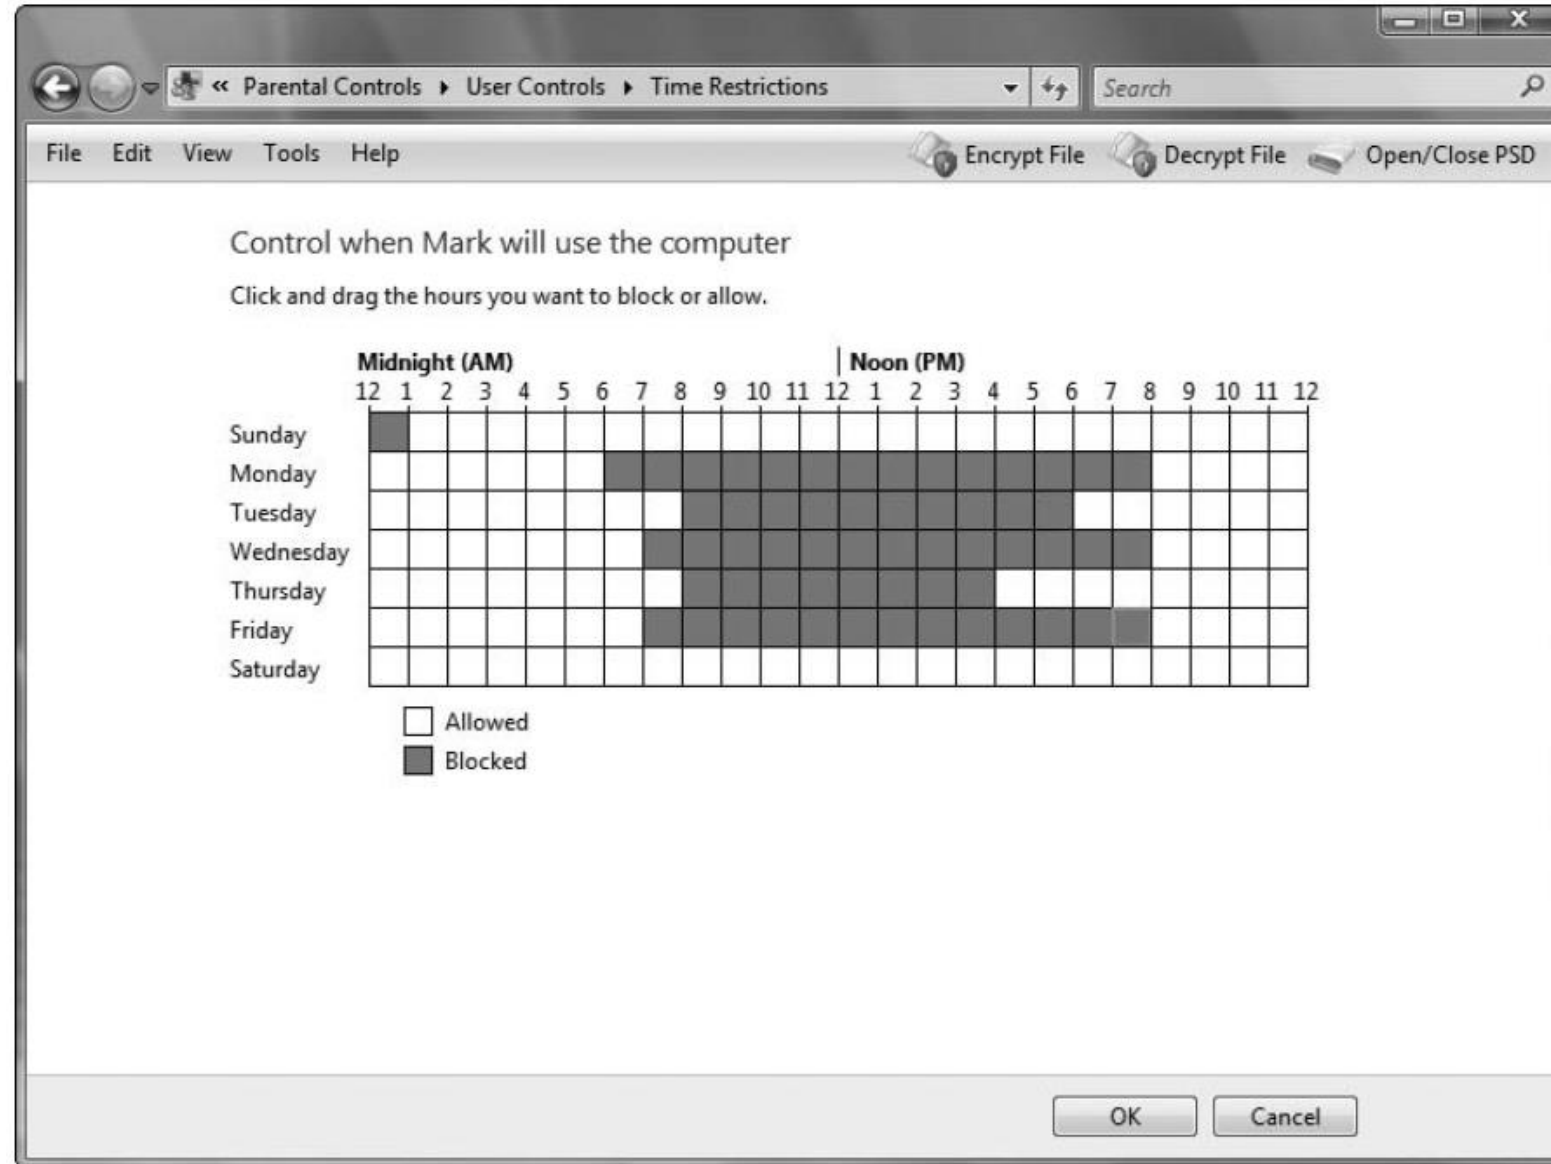 « Parental Controls ▸ User Controls ▸ Time Restrictions Search
File Edit View Tools Help Encrypt File Decrypt File Open/Close PSD
Control when Mark will use the computer
Click and drag the hours you want to block or allow.
Midnight (AM) Noon (PM)
12 1 2 3 4 5 6 7 8 9 10 11 12 1 2 3 4 5 6 7 8 9 10 11 12
Sunday
Monday
Tuesday
Wednesday
Thursday
Friday
Saturday
Allowed
Blocked
OK Cancel